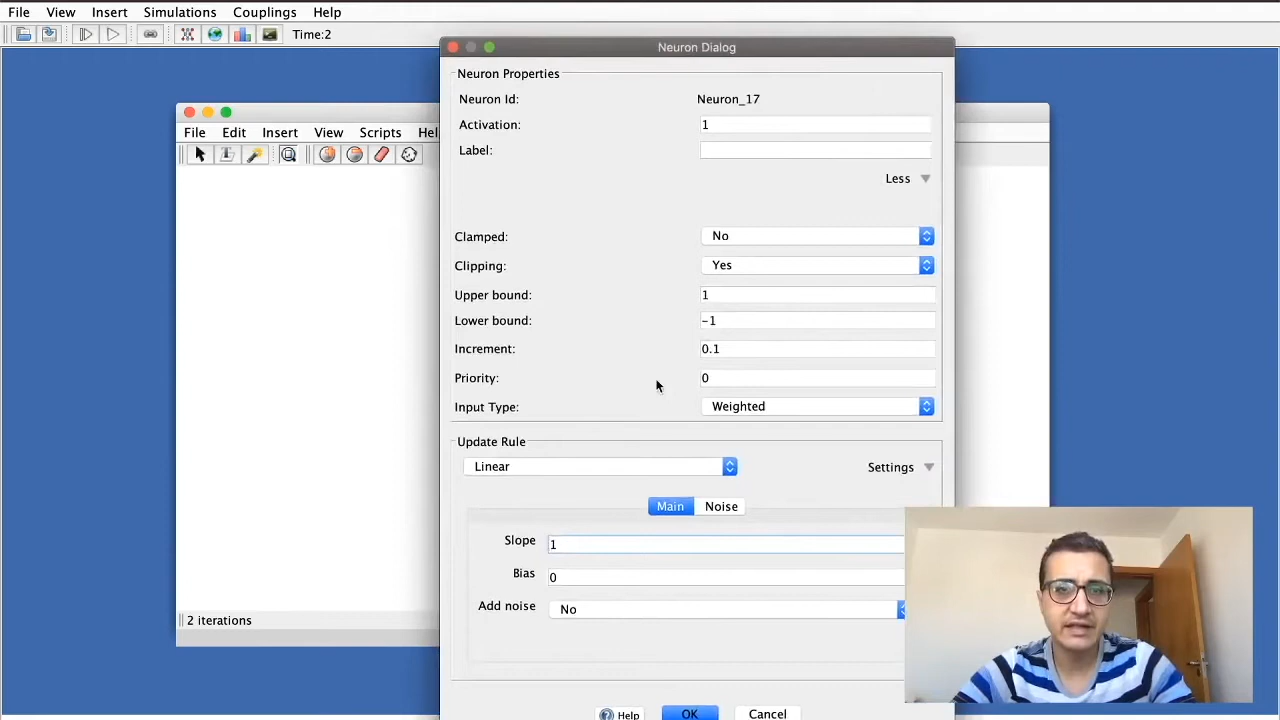 File View Insert Simulations Couplings Help
Time:2
Neuron Dialog
Neuron Properties
Neuron Id: Neuron_17
Activation: 1
Label:
Less
File Edit Insert View Scripts Hel
Clamped: No
Clipping: Yes
Upper bound: 1
Lower bound: -1
Increment: 0.1
Priority: 0
Input Type: Weighted
Update Rule
Linear
Settings
Main Noise
Slope 1
Bias 0
Add noise No
2 iterations
Help OK Cancel